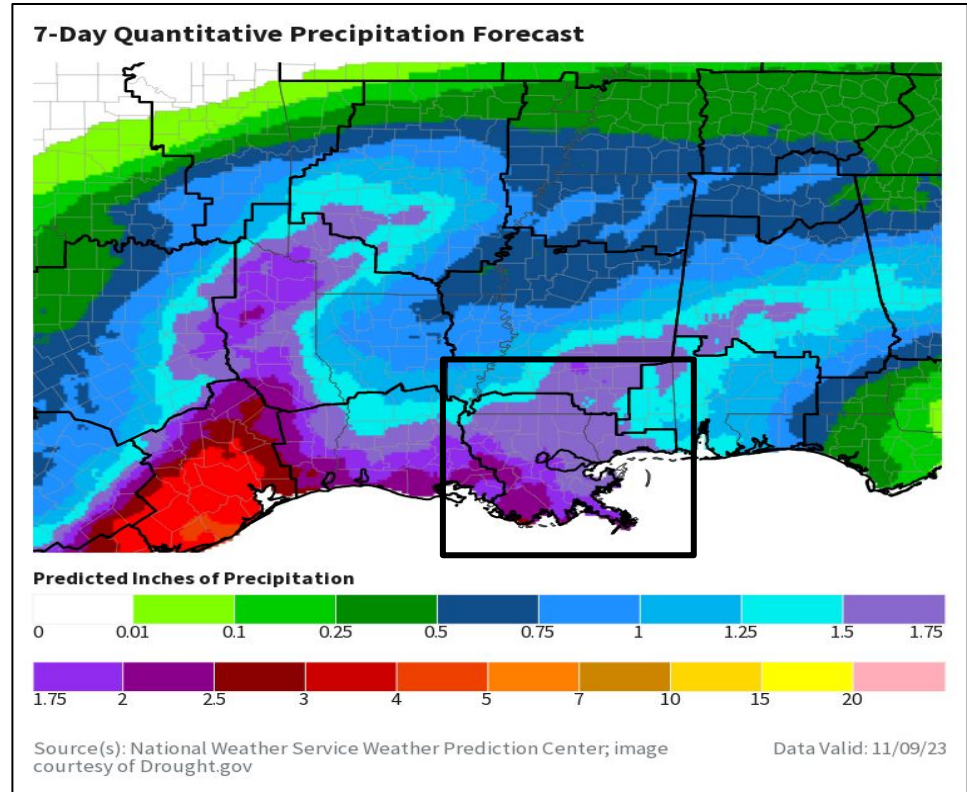 7-Day Quantitative Precipitation Forecast
Predicted Inches of Precipitation
0 0.01 0.1 0.25 0.5 0.75 1 1.25 1.5 1.75
1.75 2 2.5 3 4 5 7 10 15 20
Source(s): National Weather Service Weather Prediction Center; image
courtesy of Drought.gov
Data Valid: 11/09/23